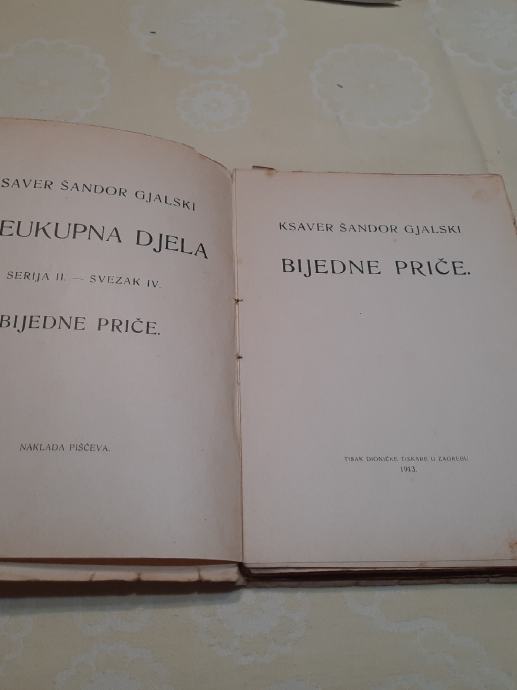 SAVER ŠANDOR GJALSKI
EUKUPNA DJELA
SERIJA II. — SVEZAK IV.
BIJEDNE PRIČE.
NAKLADA PIŠČEVA.
KSAVER ŠANDOR GJALSKI
BIJEDNE PRIČE.
TISAK DIONIČKE TISKARE U ZAGREBU
1913.